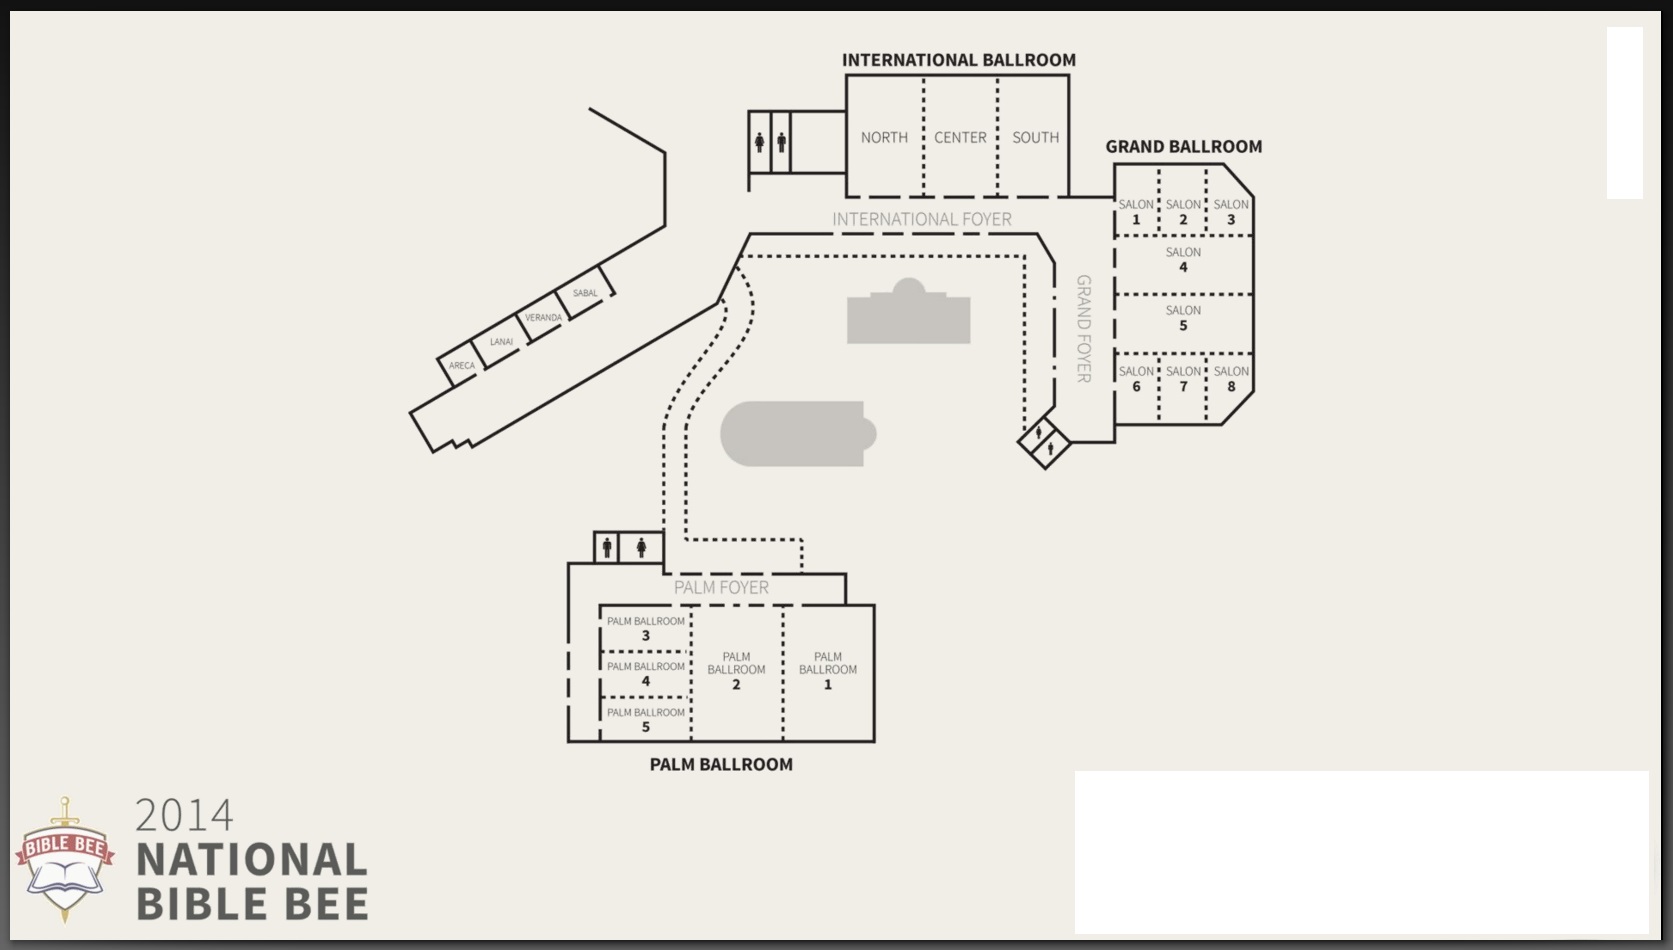 INTERNATIONAL BALLROOM
NORTH
CENTER
SOUTH
GRAND BALLROOM
SALON
1
SALON
2
SALON
3
INTERNATIONAL FOYER
SALON
4
GRAND FOYER
SALON
5
SABAL
VERANDA
LANAI
ARECA
SALON
6
SALON
7
SALON
8
PALM FOYER
PALM BALLROOM
3
PALM BALLROOM
4
PALM BALLROOM
5
PALM
BALLROOM
2
PALM
BALLROOM
1
PALM BALLROOM
BIBLE BEE
2014
NATIONAL
BIBLE BEE